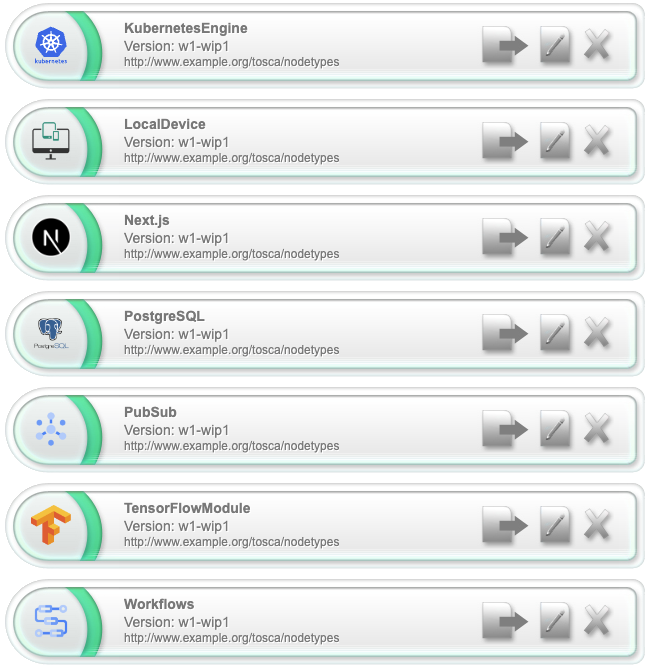 KubernetesEngine
Version: w1-wip1
http://www.example.org/tosca/nodetypes
kubernetes
LocalDevice
Version: w1-wip1
http://www.example.org/tosca/nodetypes
Next.js
Version: w1-wip1
http://www.example.org/tosca/nodetypes
N
PostgreSQL
Version: w1-wip1
http://www.example.org/tosca/nodetypes
PostgreSQL
PubSub
Version: w1-wip1
http://www.example.org/tosca/nodetypes
TensorFlowModule
Version: w1-wip1
http://www.example.org/tosca/nodetypes
Workflows
Version: w1-wip1
http://www.example.org/tosca/nodetypes